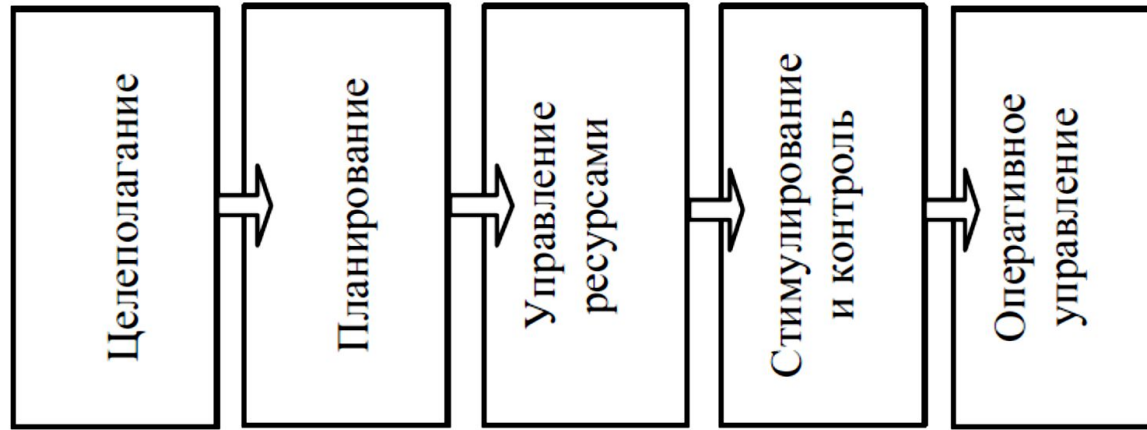 Целеполагание
Планирование
Управление
ресурсами
Стимулирование
и контроль
Оперативное
управление